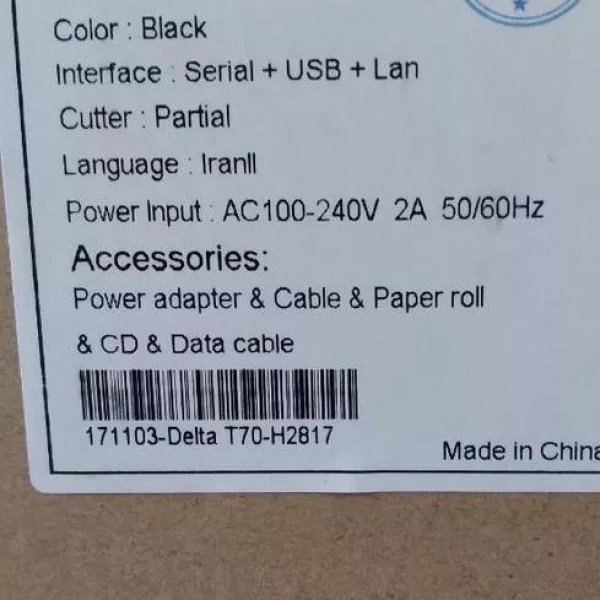 Color : Black
Interface : Serial + USB + Lan
Cutter : Partial
Language : IranII
Power Input : AC100-240V 2A 50/60Hz
Accessories:
Power adapter & Cable & Paper roll
& CD & Data cable
171103-Delta T70-H2817
Made in China